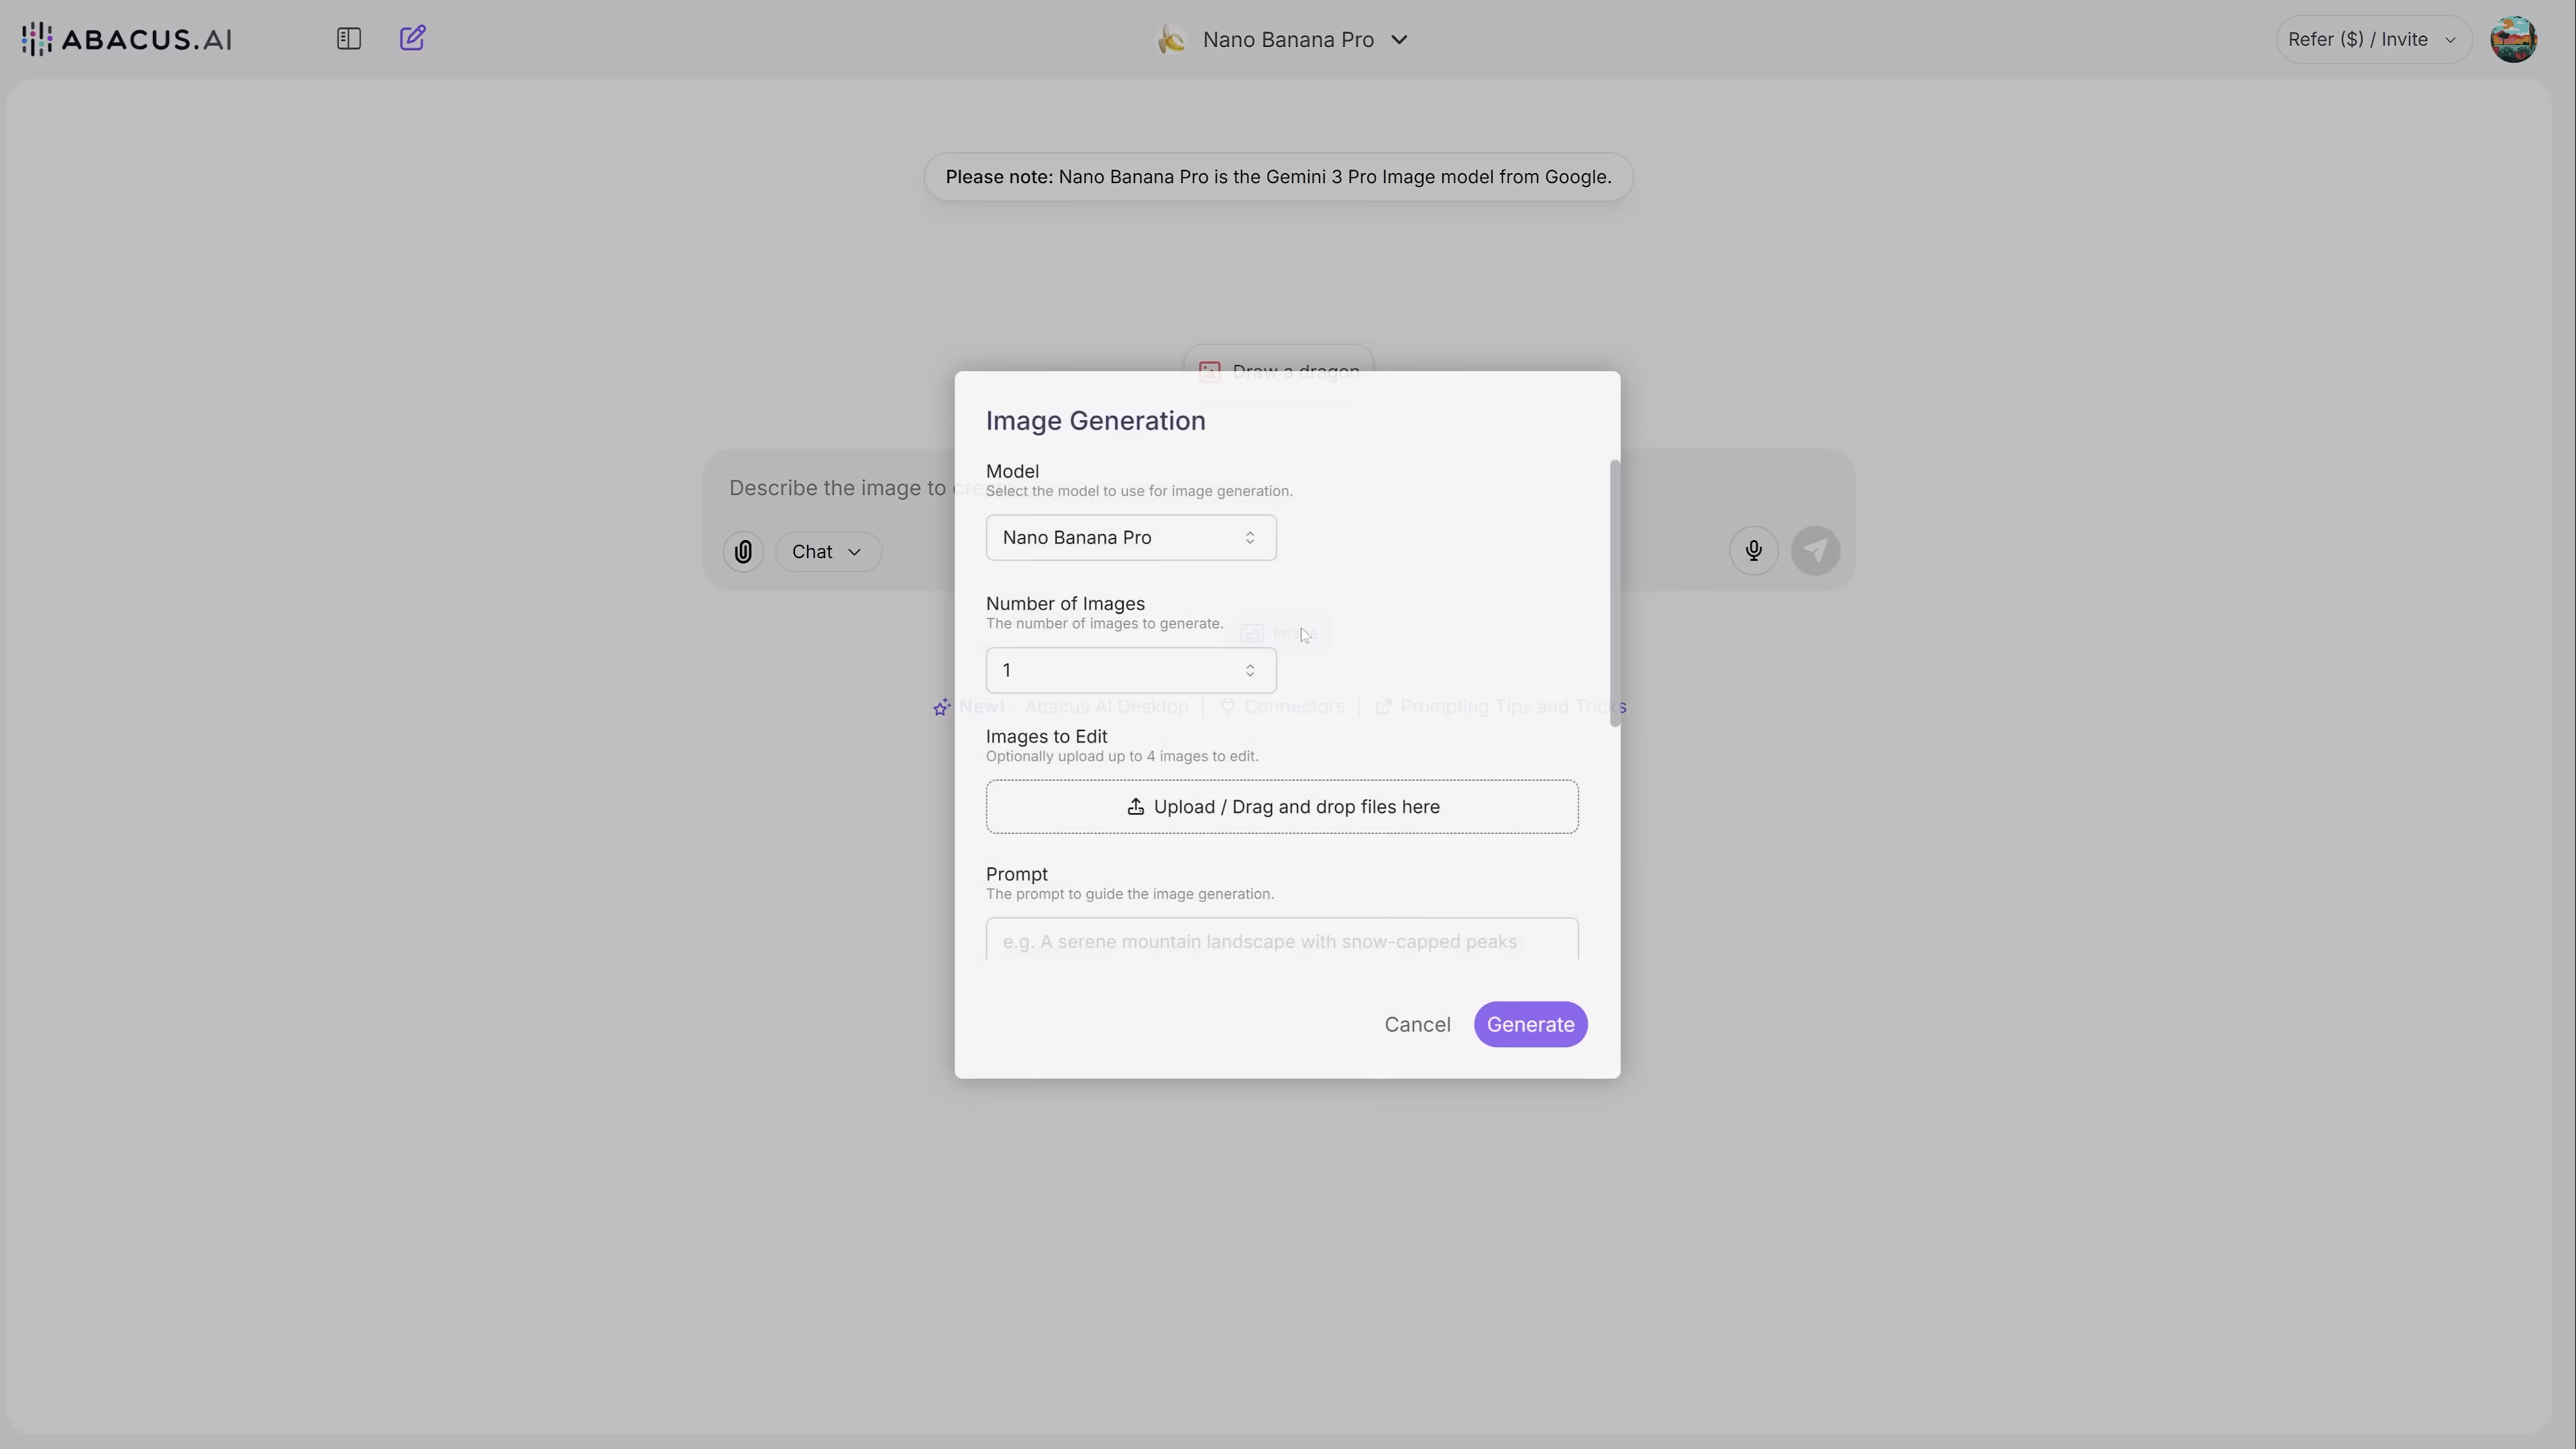 ABACUS.AI
Nano Banana Pro
Refer ($) / Invite
Please note: Nano Banana Pro is the Gemini 3 Pro Image model from Google.
Draw a dragon
Image Generation
Model
Describe the image to
Select the model to use for image generation.
Nano Banana Pro
Chat
Number of Images
The number of images to generate.
Image
1
New! - Abacus AI Desktop | Connectors | Prompting Tips and Tricks
Images to Edit
Optionally upload up to 4 images to edit.
Upload / Drag and drop files here
Prompt
The prompt to guide the image generation.
e.g. A serene mountain landscape with snow-capped peaks
Cancel
Generate